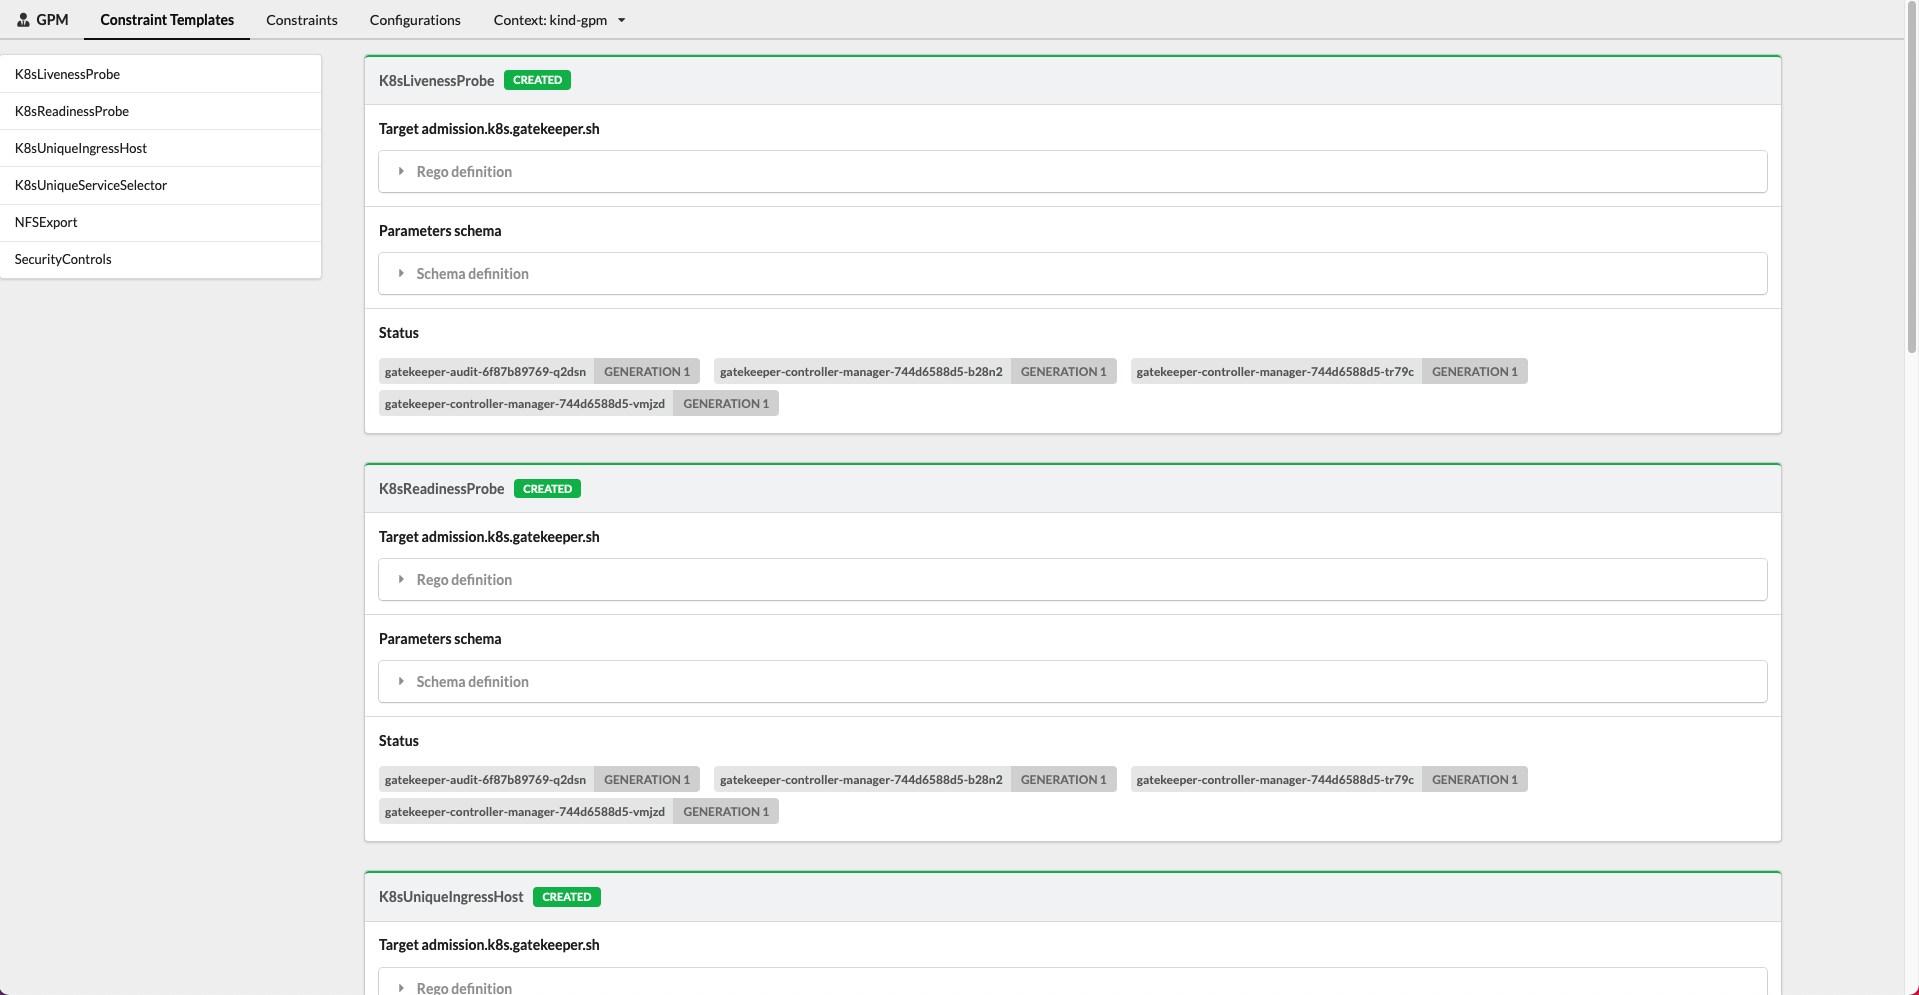 GPM Constraint Templates Constraints Configurations Context: kind-gpm
K8sLivenessProbe
K8sReadinessProbe
K8sUniqueIngressHost
K8sUniqueServiceSelector
NFSExport
SecurityControls
K8sLivenessProbe CREATED
Target admission.k8s.gatekeeper.sh
Rego definition
Parameters schema
Schema definition
Status
gatekeeper-audit-6f87b89769-q2dsn GENERATION 1 gatekeeper-controller-manager-744d6588d5-b28n2 GENERATION 1 gatekeeper-controller-manager-744d6588d5-tr79c GENERATION 1
gatekeeper-controller-manager-744d6588d5-vmjzd GENERATION 1
K8sReadinessProbe CREATED
Target admission.k8s.gatekeeper.sh
Rego definition
Parameters schema
Schema definition
Status
gatekeeper-audit-6f87b89769-q2dsn GENERATION 1 gatekeeper-controller-manager-744d6588d5-b28n2 GENERATION 1 gatekeeper-controller-manager-744d6588d5-tr79c GENERATION 1
gatekeeper-controller-manager-744d6588d5-vmjzd GENERATION 1
K8sUniqueIngressHost CREATED
Target admission.k8s.gatekeeper.sh
Rego definition